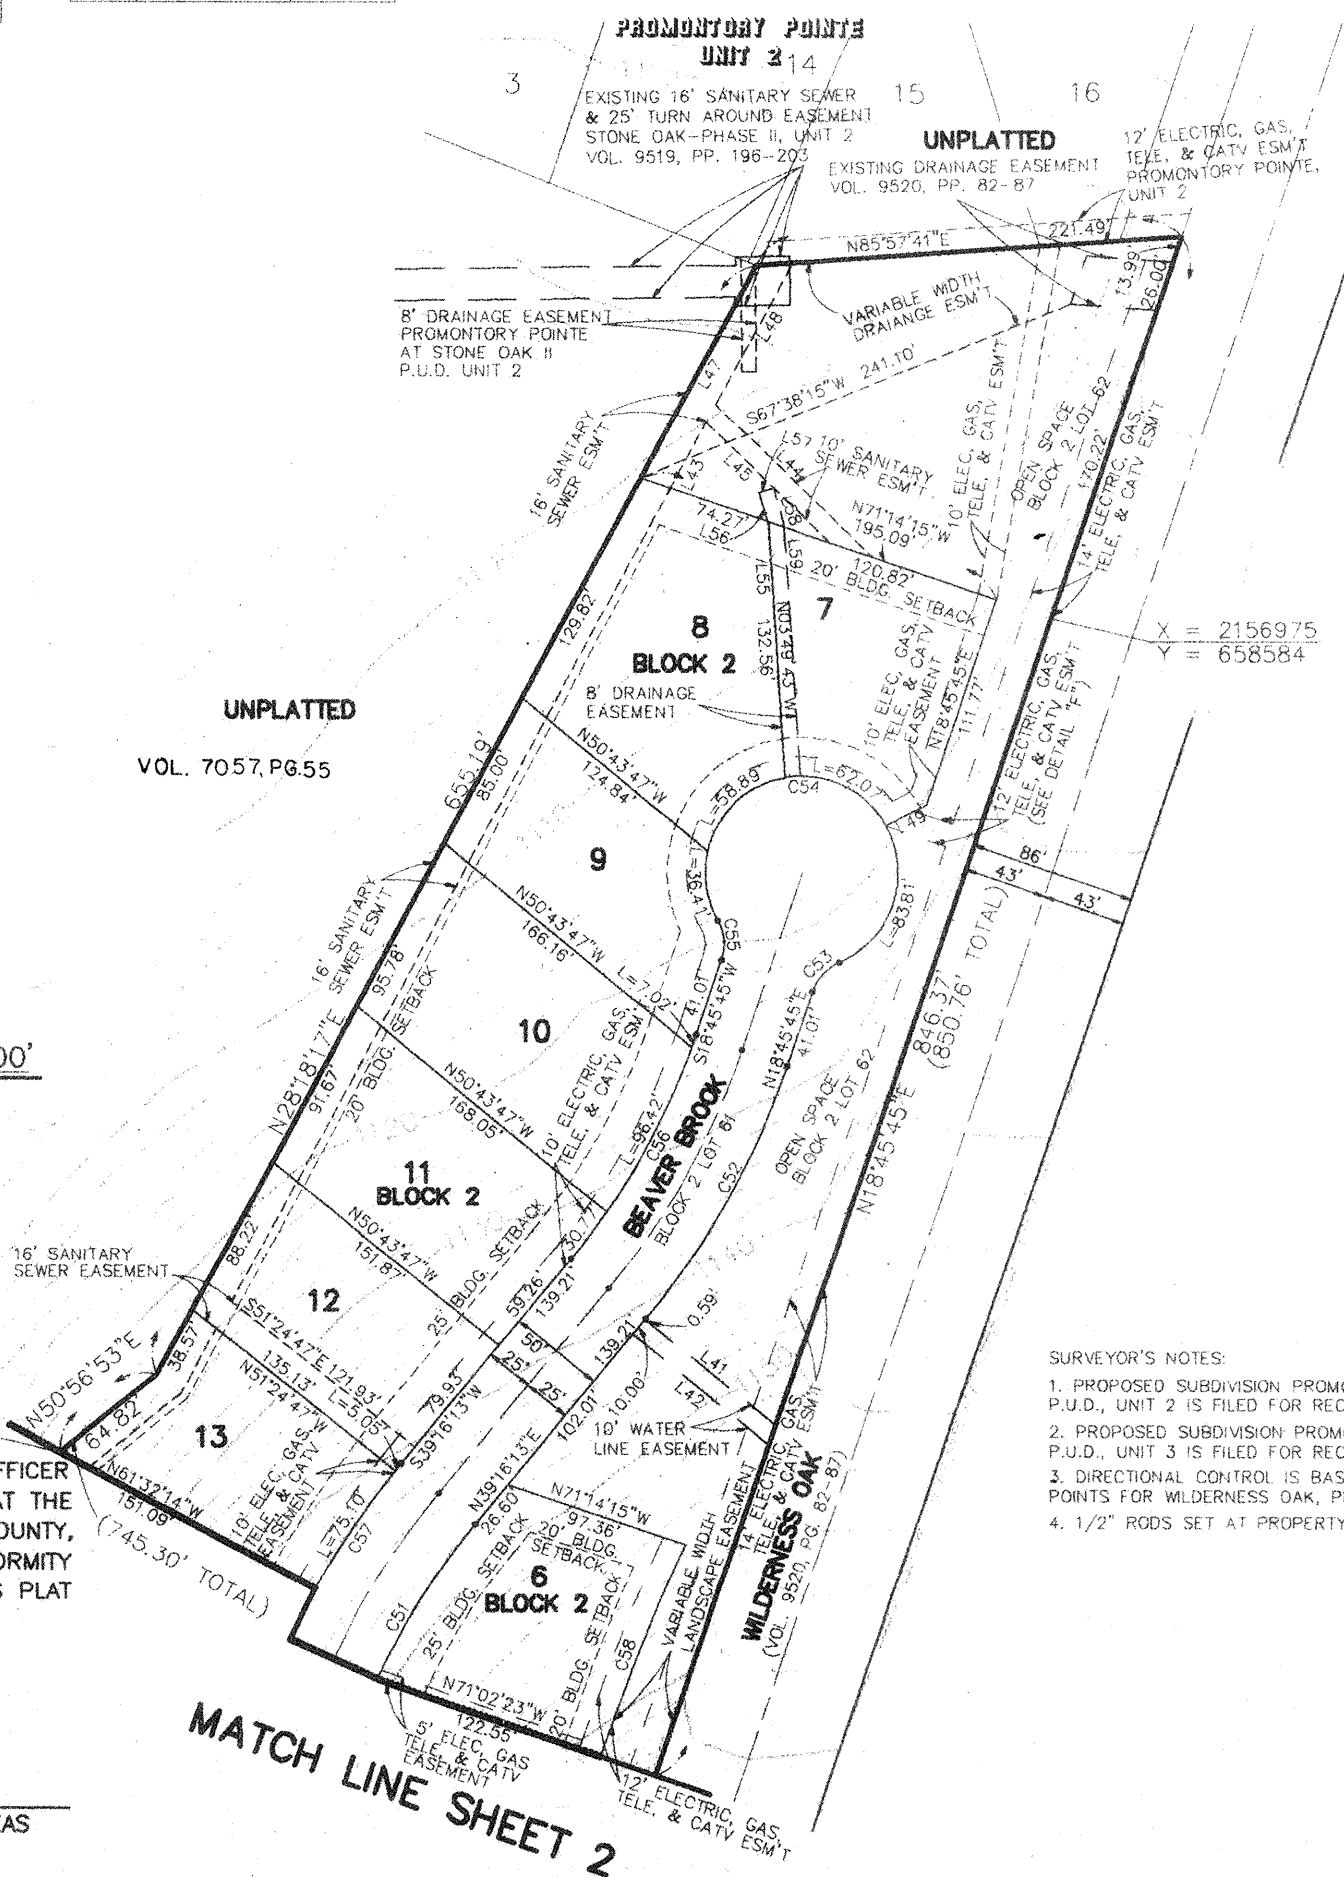 PROMONTORY POINTE
UNIT 2
3
14
15
16
EXISTING 16' SANITARY SEWER
& 25' TURN AROUND EASEMENT
STONE OAK-PHASE II, UNIT 2
VOL. 9519, PP. 196-203
UNPLATTED
EXISTING DRAINAGE EASEMENT
VOL. 9520, PP. 82-87
12' ELECTRIC, GAS,
TELE, & CATV ESM'T
PROMONTORY POINTE,
UNIT 2
N85°57'41"E
221.49'
13.99'
26.00'
8' DRAINAGE EASEMENT
PROMONTORY POINTE
AT STONE OAK II
P.U.D. UNIT 2
L47
L48
VARIABLE WIDTH
DRAIANGE ESM'T
S67°38'15"W 241.10'
16' SANITARY
SEWER ESM'T
L43
L45
L44
L57
10' SANITARY
SEWER ESM'T
10' ELEC, GAS,
TELE, & CATV ESM'T
OPEN SPACE
BLOCK 2 LOT 62
170.22'
14' ELECTRIC, GAS,
TELE, & CATV ESM'T
74.27'
L56
L58
L59
L55
N71°14'15"W
195.09'
120.82'
20' BLDG. SETBACK
129.82'
8
BLOCK 2
7
132.56'
N03°49'43"W
8' DRAINAGE
EASEMENT
10' ELEC, GAS,
TELE, & CATV
EASEMENT
N18°45'45"E
111.77'
X = 2156975
Y = 658584
12' ELECTRIC, GAS,
TELE, & CATV ESM'T
(SEE DETAIL "F")
UNPLATTED
VOL. 7057, PG.55
655.19'
85.00'
N50°43'47"W
124.84'
L=58.89'
C54
L=62.07'
L49
86'
43'
43'
9
L=36.41'
C55
L=83.81'
C53
N50°43'47"W
166.16'
L=7.02'
41.01'
S18°45'45"W
N18°45'45"E
41.01'
846.37'
(850.76' TOTAL)
N18°45'45"E
16' SANITARY
SEWER ESM'T
95.78'
20' BLDG. SETBACK
00'
N28°18'17"E
91.67'
10
10' ELECTRIC, GAS,
TELE, & CATV ESM'T
N50°43'47"W
168.05'
L=96.42'
C56
BEAVER BROOK
BLOCK 2 LOT 61
C52
OPEN SPACE
BLOCK 2 LOT 62
11
BLOCK 2
30.77'
N50°43'47"W
151.87'
88.22'
16' SANITARY
SEWER EASEMENT
25' BLDG. SETBACK
59.26'
139.21'
12
50'
25'
25'
139.21
0.59'
L41
L42
10.00'
102.01'
10' WATER
LINE EASEMENT
S51°24'47"E 121.93'
135.13'
N51°24'47"W
L=5.05'
38.57'
N50°56'53"E
64.82'
79.93'
S39°16'13"W
13
N61°32'14"W
151.09'
(745.30' TOTAL)
10' ELEC, GAS,
TELE, & CATV
EASEMENT
L=75.10'
C57
N39°16'13"E
26.60'
N71°14'15"W
97.36'
20' BLDG.
SETBACK
6
BLOCK 2
25' BLDG. SETBACK
20' BLDG. SETBACK
C51
C58
VARIABLE WIDTH
LANDSCAPE EASEMENT
14' ELECTRIC, GAS,
TELE, & CATV ESM'T
WILDERNESS OAK
(VOL. 9520, PG. 82-87)
N71°02'23"W
122.55'
5' ELEC, GAS
TELE, & CATV
EASEMENT
12' ELECTRIC, GAS,
TELE, & CATV ESM'T
MATCH LINE SHEET 2
FFICER
AT THE
OUNTY,
ORMITY
S PLAT
EAS
SURVEYOR'S NOTES:
1. PROPOSED SUBDIVISION PROMO
P.U.D., UNIT 2 IS FILED FOR REC
2. PROPOSED SUBDIVISION PROM
P.U.D., UNIT 3 IS FILED FOR REC
3. DIRECTIONAL CONTROL IS BAS
POINTS FOR WILDERNESS OAK, P
4. 1/2" RODS SET AT PROPERTY